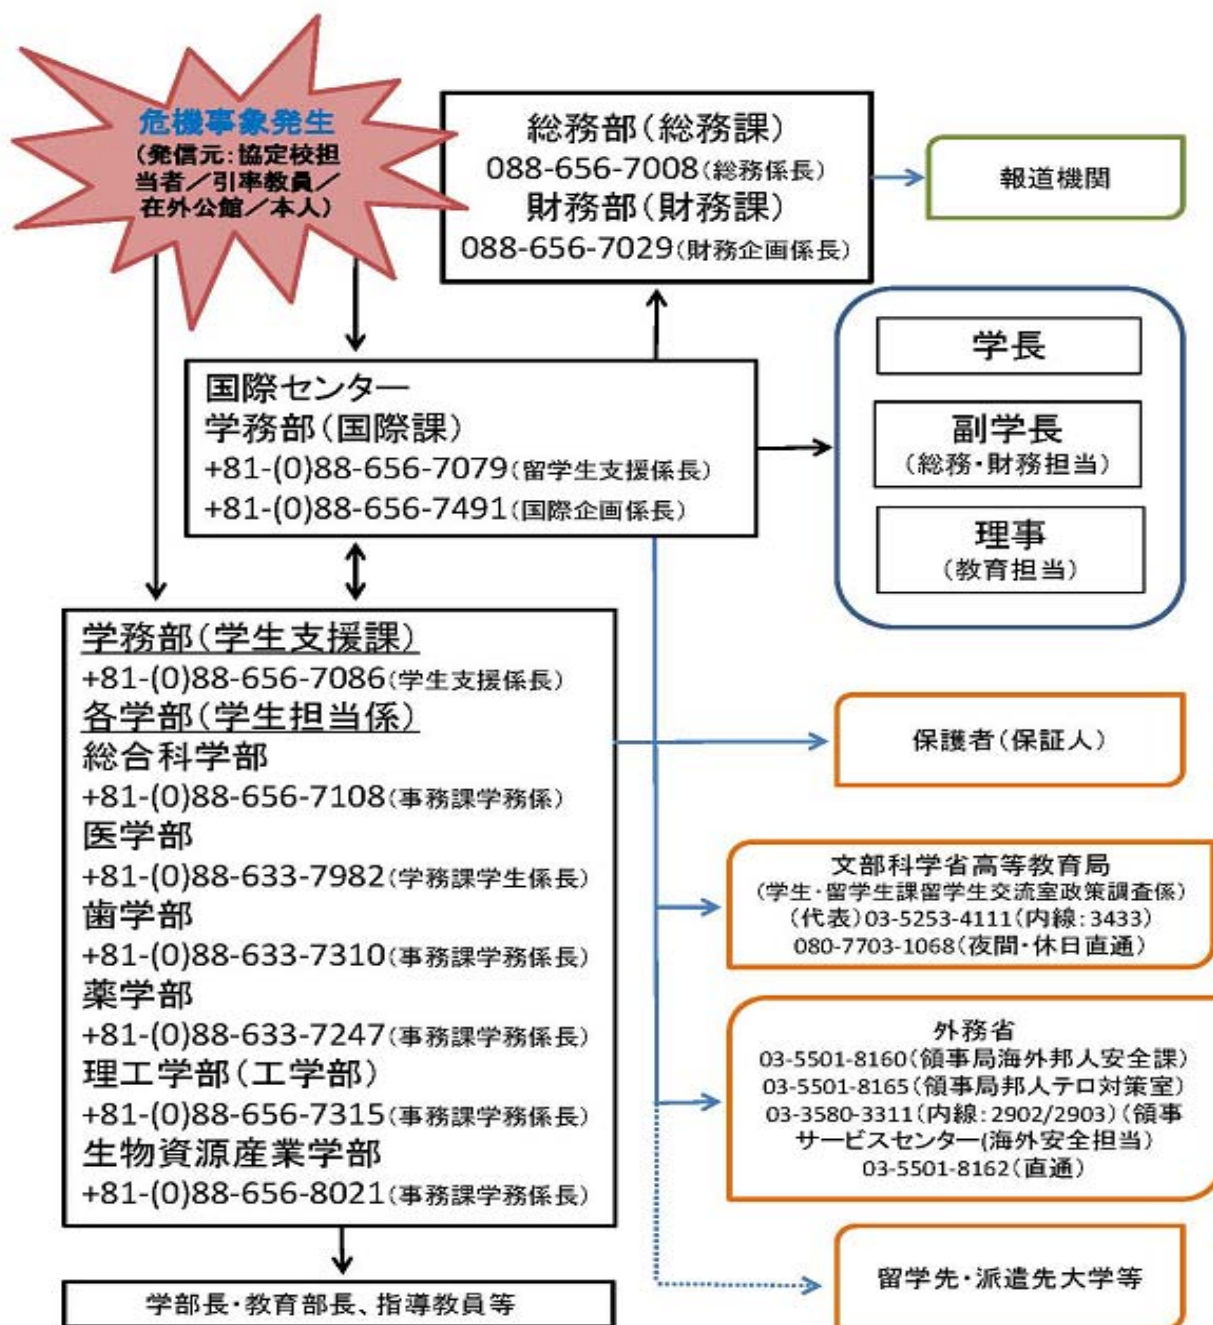 危機事象発生
(発信元:協定校担
当者/引率教員/
在外公館/本人)
総務部(総務課)
088-656-7008(総務係長)
財務部(財務課)
088-656-7029(財務企画係長)
報道機関
学長
副学長
(総務・財務担当)
理事
(教育担当)
国際センター
学務部(国際課)
+81-(0)88-656-7079(留学生支援係長)
+81-(0)88-656-7491(国際企画係長)
学務部(学生支援課)
+81-(0)88-656-7086(学生支援係長)
各学部(学生担当係)
総合科学部
+81-(0)88-656-7108(事務課学務係)
医学部
+81-(0)88-633-7982(学務課学生係長)
歯学部
+81-(0)88-633-7310(事務課学務係長)
薬学部
+81-(0)88-633-7247(事務課学務係長)
理工学部(工学部)
+81-(0)88-656-7315(事務課学務係長)
生物資源産業学部
+81-(0)88-656-8021(事務課学務係長)
学部長・教育部長、指導教員等
保護者(保証人)
文部科学省高等教育局
(学生・留学生課留学生交流室政策調査係)
(代表)03-5253-4111(内線:3433)
080-7703-1068(夜間・休日直通)
外務省
03-5501-8160(領事局海外邦人安全課)
03-5501-8165(領事局邦人テロ対策室)
03-3580-3311(内線:2902/2903)(領事
サービスセンター(海外安全担当)
03-5501-8162(直通)
留学先・派遣先大学等